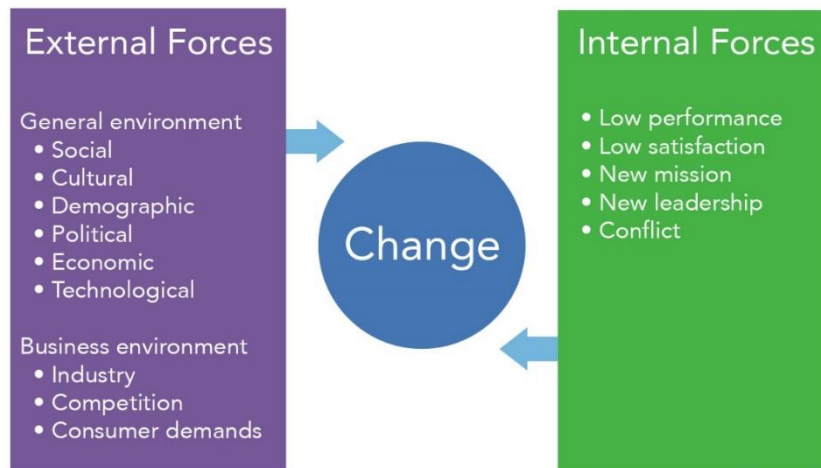 External Forces
General environment
• Social
• Cultural
• Demographic
• Political
• Economic
• Technological
Business environment
• Industry
• Competition
• Consumer demands
Change
Internal Forces
• Low performance
• Low satisfaction
• New mission
• New leadership
• Conflict